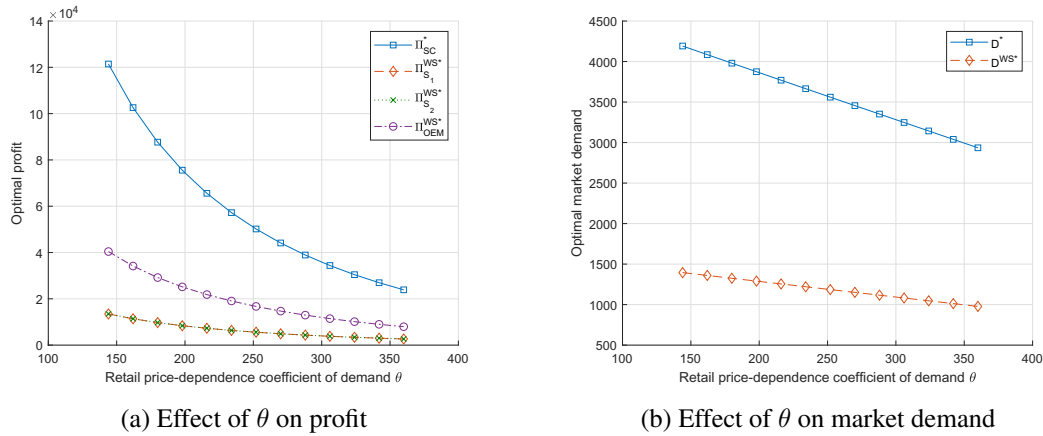 × 10^4
14
12
10
8
6
4
2
0
100 150 200 250 300 350 400
Optimal profit
Retail price-dependence coefficient of demand θ
Π*_SC
Π^WS*_S_1
Π^WS*_S_2
Π^WS*_OEM
(a) Effect of θ on profit
4500
4000
3500
3000
2500
2000
1500
1000
500
100 150 200 250 300 350 400
Optimal market demand
Retail price-dependence coefficient of demand θ
D*
D^WS*
(b) Effect of θ on market demand